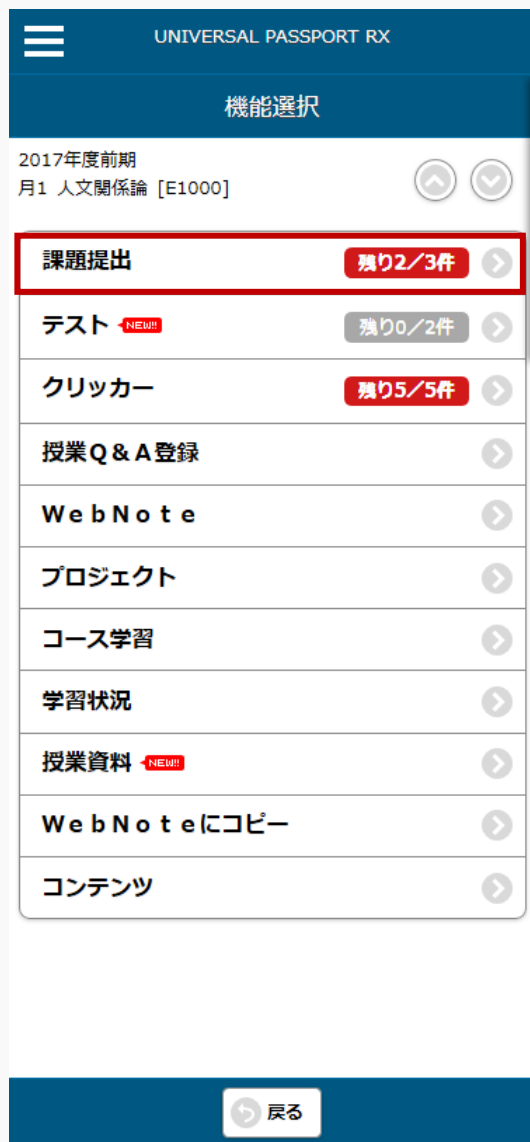 UNIVERSAL PASSPORT RX
機能選択
2017年度前期
月1 人文関係論 [E1000]
課題提出 残り2／3件
テスト NEW!! 残り0／2件
クリッカー 残り5／5件
授業Ｑ＆Ａ登録
ＷｅｂＮｏｔｅ
プロジェクト
コース学習
学習状況
授業資料 NEW!!
ＷｅｂＮｏｔｅにコピー
コンテンツ
戻る